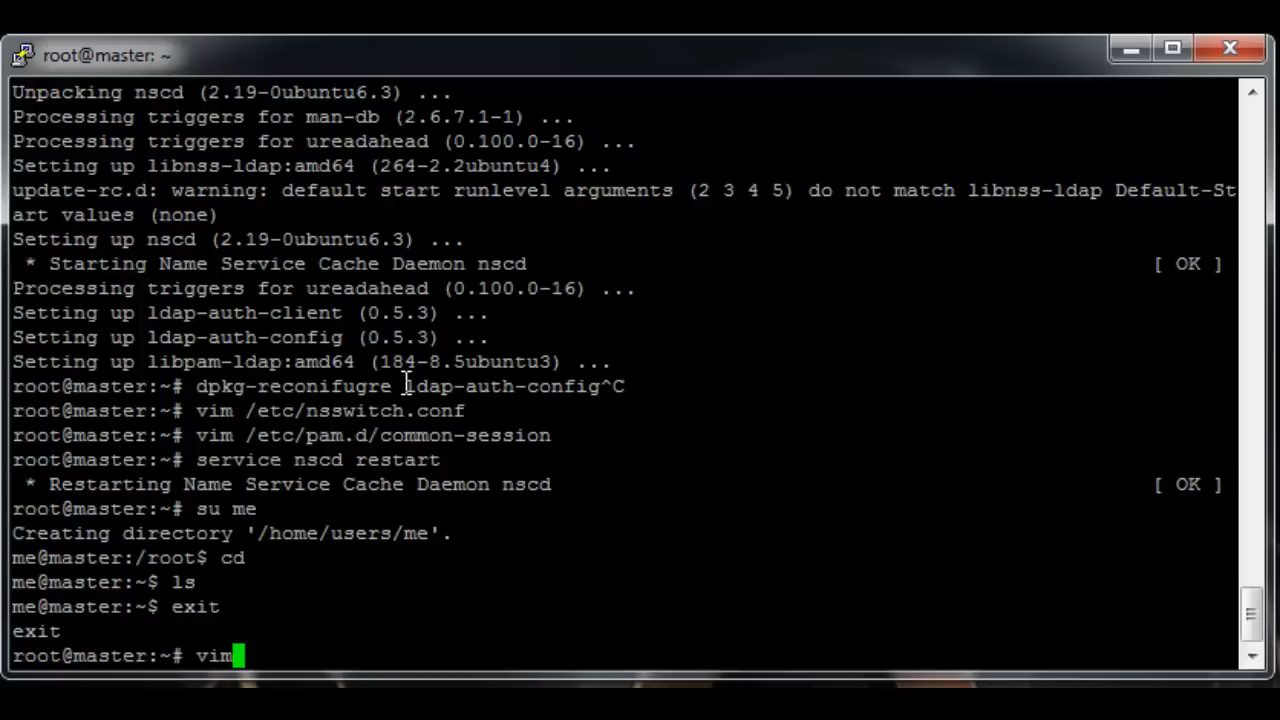 root@master: ~
Unpacking nscd (2.19-0ubuntu6.3) ...
Processing triggers for man-db (2.6.7.1-1) ...
Processing triggers for ureadahead (0.100.0-16) ...
Setting up libnss-ldap:amd64 (264-2.2ubuntu4) ...
update-rc.d: warning: default start runlevel arguments (2 3 4 5) do not match libnss-ldap Default-St
art values (none)
Setting up nscd (2.19-0ubuntu6.3) ...
 * Starting Name Service Cache Daemon nscd [ OK ]
Processing triggers for ureadahead (0.100.0-16) ...
Setting up ldap-auth-client (0.5.3) ...
Setting up ldap-auth-config (0.5.3) ...
Setting up libpam-ldap:amd64 (184-8.5ubuntu3) ...
root@master:~# dpkg-reconifugre ldap-auth-config^C
root@master:~# vim /etc/nsswitch.conf
root@master:~# vim /etc/pam.d/common-session
root@master:~# service nscd restart
 * Restarting Name Service Cache Daemon nscd [ OK ]
root@master:~# su me
Creating directory '/home/users/me'.
me@master:/root$ cd
me@master:~$ ls
me@master:~$ exit
exit
root@master:~# vim